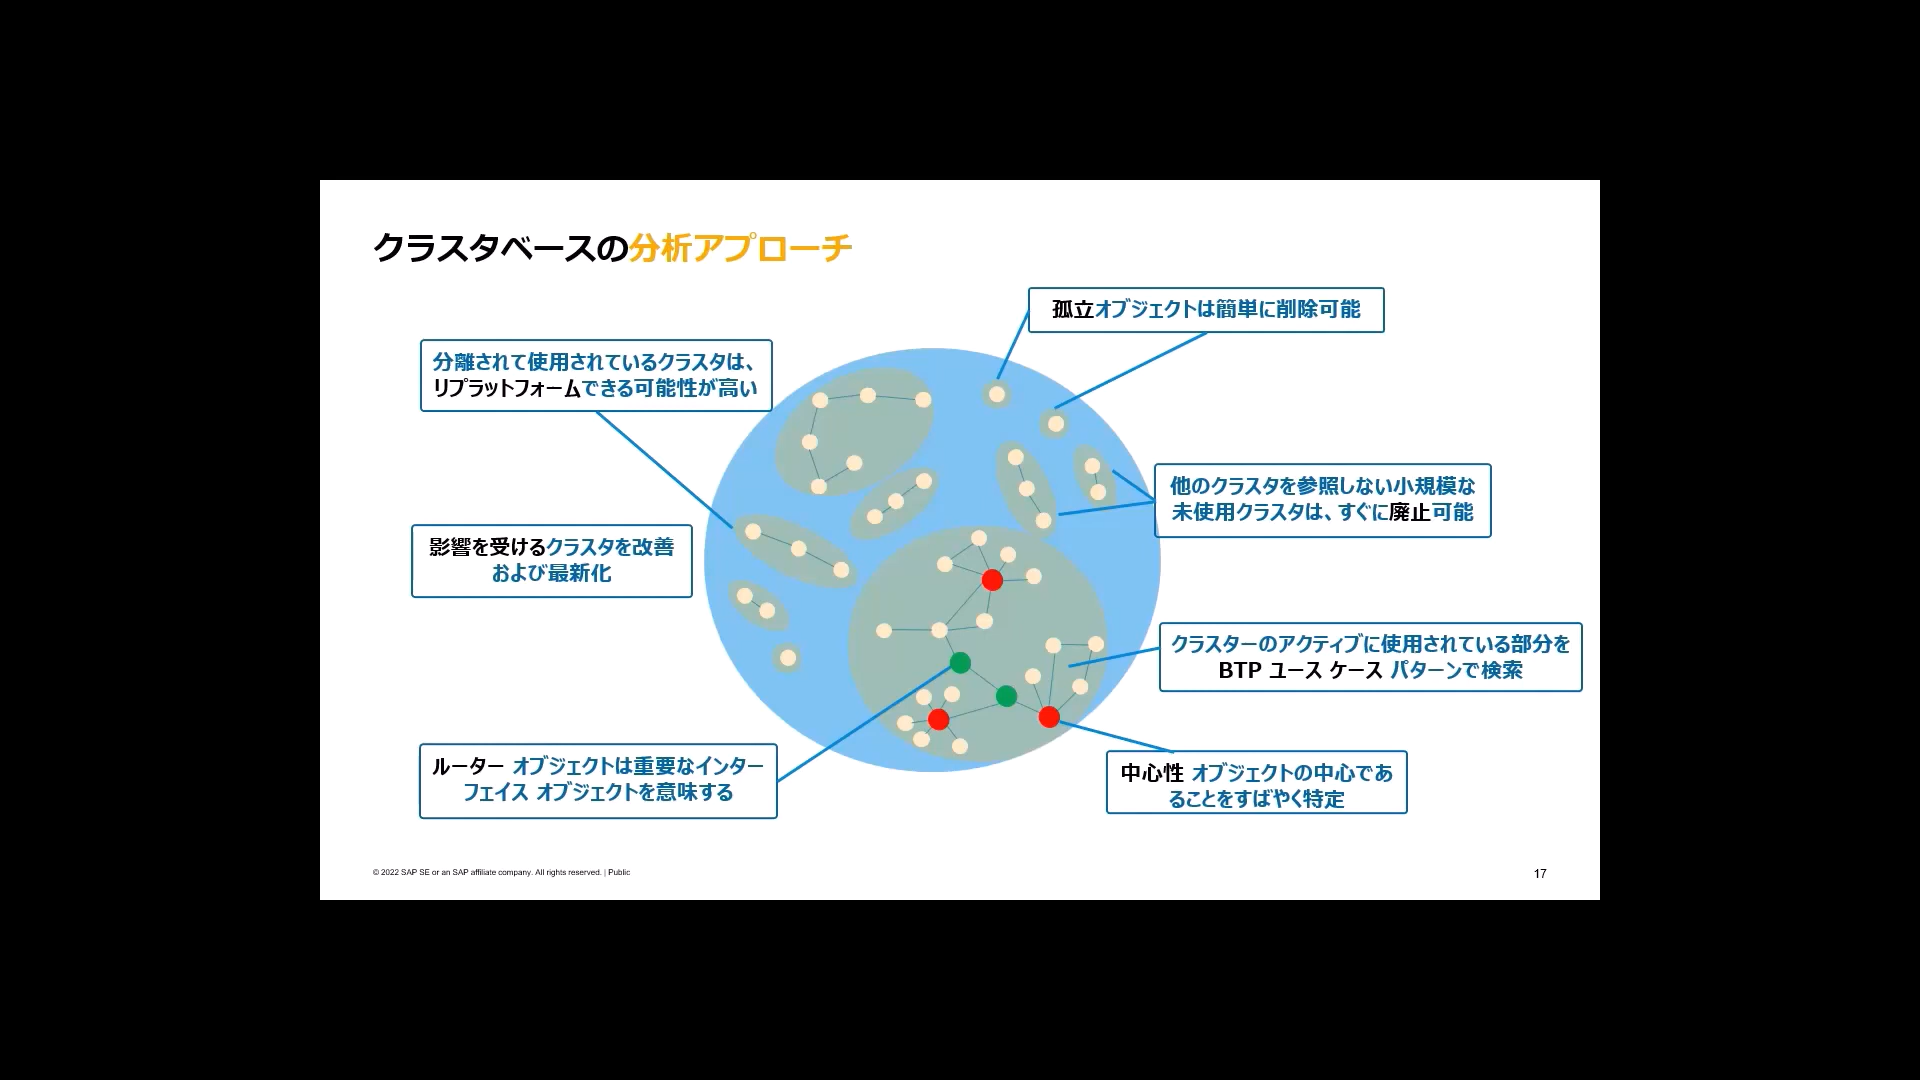 クラスタベースの分析アプローチ
孤立オブジェクトは簡単に削除可能
分離されて使用されているクラスタは、
リプラットフォームできる可能性が高い
他のクラスタを参照しない小規模な
未使用クラスタは、すぐに廃止可能
影響を受けるクラスタを改善
および最新化
クラスターのアクティブに使用されている部分を
BTP ユース ケース パターンで検索
ルーター オブジェクトは重要なインター
フェイス オブジェクトを意味する
中心性 オブジェクトの中心であ
ることをすばやく特定
© 2022 SAP SE or an SAP affiliate company. All rights reserved. | Public
17